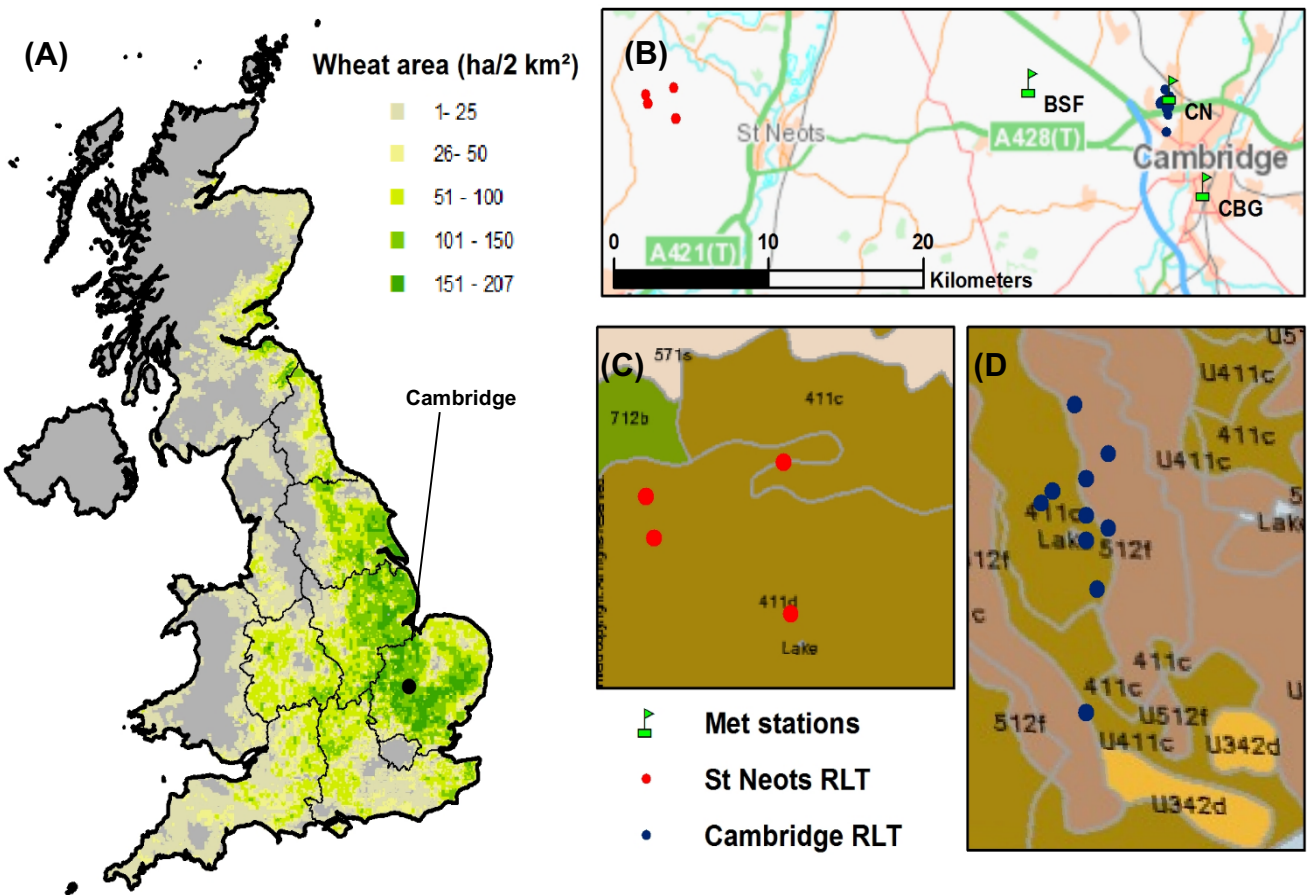 (A)
Wheat area (ha/2 km²)
1- 25
26- 50
51 - 100
101 - 150
151 - 207
Cambridge
(B)
BSF
CN
St Neots
A428(T)
Cambridge
CBG
A421(T)
0 10 20
Kilometers
(C)
571s
411c
712b
411d
Lake
(D)
U411c
411c
U411c
Lake
411c
Lake
512f
c
411c
411c
512f
U512f
U411c
U342d
U342d
Met stations
St Neots RLT
Cambridge RLT